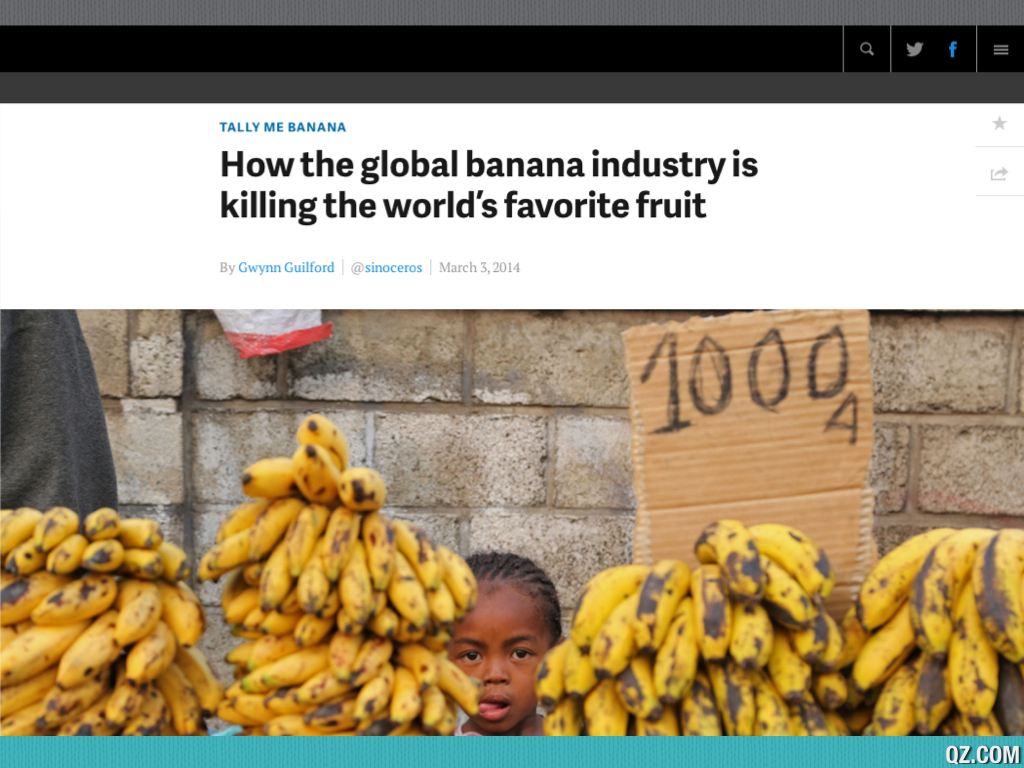 TALLY ME BANANA
How the global banana industry is
killing the world's favorite fruit
By Gwynn Guilford | @sinoceros | March 3, 2014
1000
A
QZ.COM